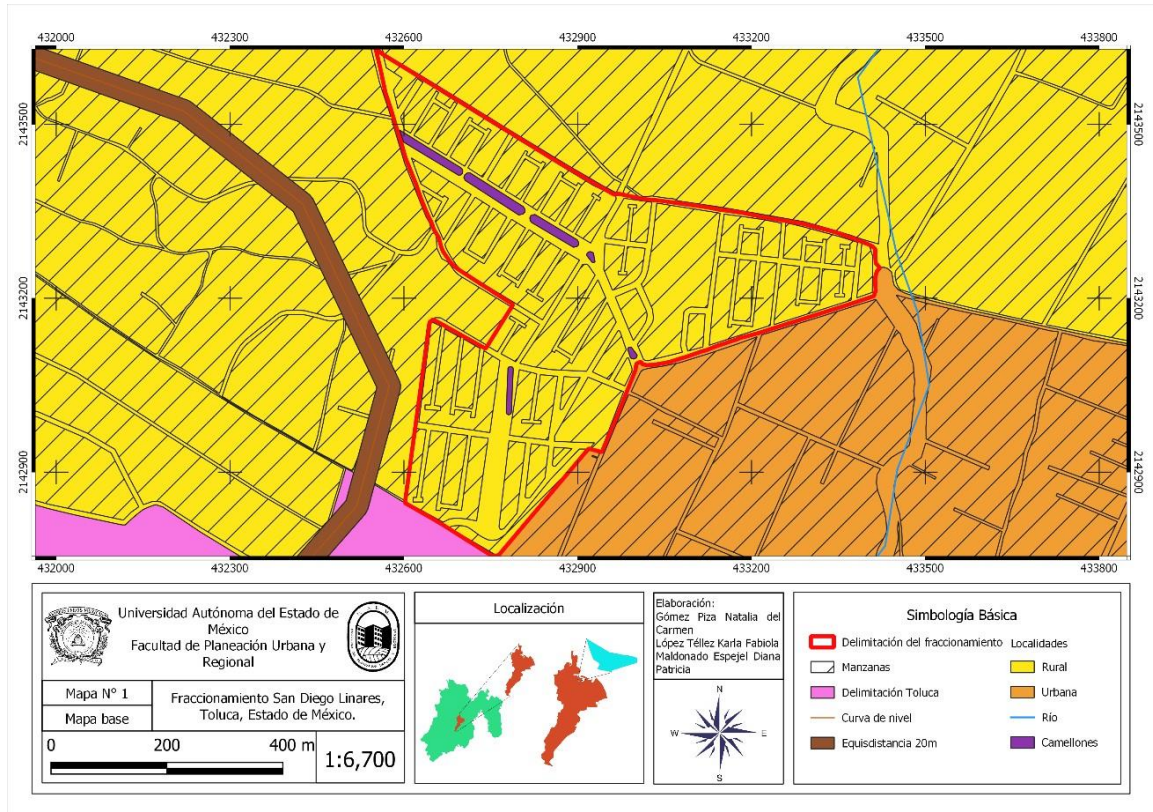 432000 432300 432600 432900 433200 433500 433800
2143500 2143500
2143200 2143200
2142900 2142900
432000 432300 432600 432900 433200 433500 433800
Universidad Autónoma del Estado de
México
Facultad de Planeación Urbana y
Regional
Mapa N° 1
Mapa base
Fraccionamiento San Diego Linares,
Toluca, Estado de México.
0 200 400 m
1:6,700
Localización
Elaboración:
Gómez Piza Natalia del
Carmen
López Téllez Karla Fabiola
Maldonado Espejel Diana
Patricia
N
W E
S
Simbología Básica
Delimitación del fraccionamiento
Manzanas
Delimitación Toluca
Curva de nivel
Equisdistancia 20m
Localidades
Rural
Urbana
Río
Camellones